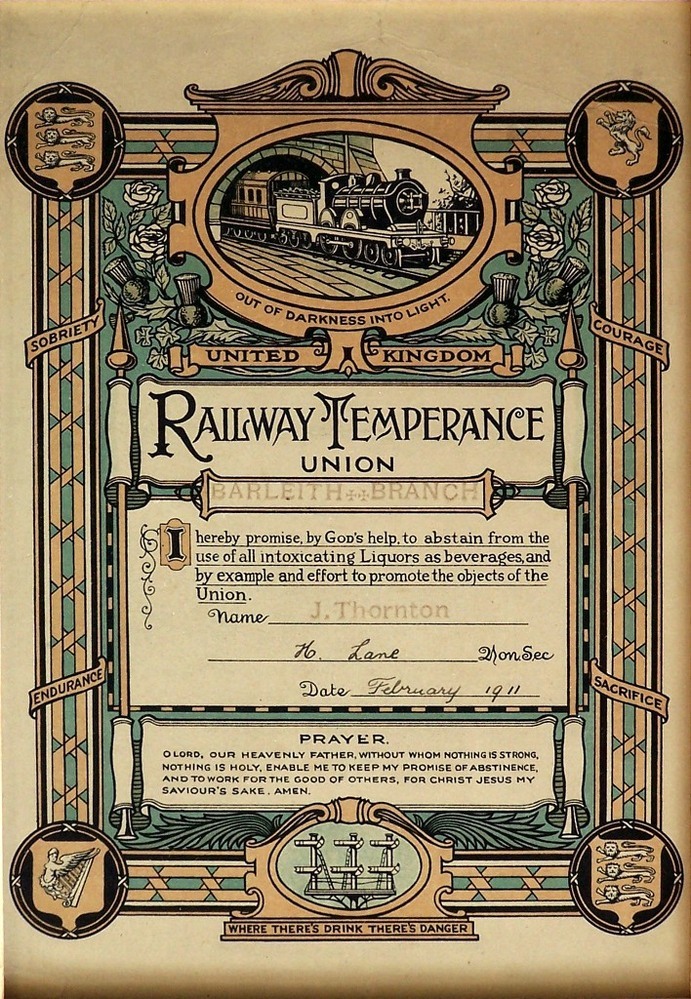 OUT OF DARKNESS INTO LIGHT.
SOBRIETY
COURAGE
UNITED KINGDOM
RAILWAY TEMPERANCE
UNION
BARLEITH BRANCH
I hereby promise, by GOD'S help, to abstain from the
use of all intoxicating Liquors as beverages, and
by example and effort to promote the objects of the
Union.
Name J. Thornton
H. Lane Hon Sec
Date February 1911
ENDURANCE
SACRIFICE
PRAYER.
O LORD, OUR HEAVENLY FATHER, WITHOUT WHOM NOTHING IS STRONG,
NOTHING IS HOLY, ENABLE ME TO KEEP MY PROMISE OF ABSTINENCE,
AND TO WORK FOR THE GOOD OF OTHERS, FOR CHRIST JESUS MY
SAVIOUR'S SAKE. AMEN.
WHERE THERE'S DRINK THERE'S DANGER